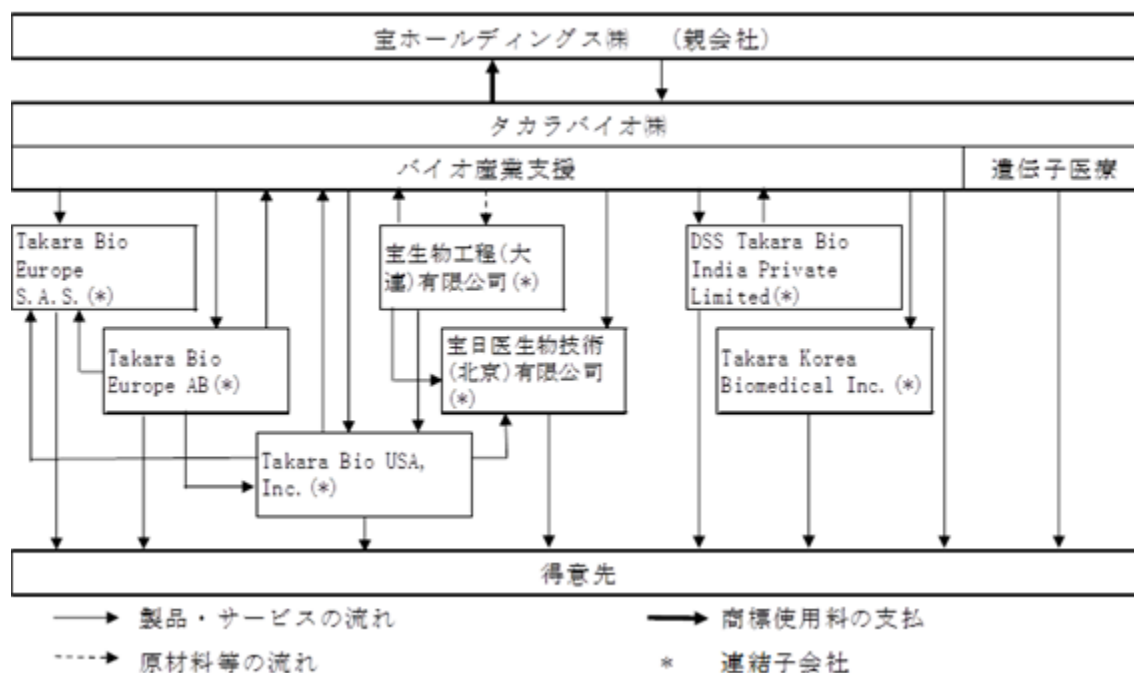 宝ホールディングス㈱ (親会社)
タカラバイオ㈱
バイオ産業支援
遺伝子医療
Takara Bio
Europe
S.A.S.(*)
宝生物工程(大
連)有限公司(*)
DSS Takara Bio
India Private
Limited(*)
Takara Bio
Europe AB(*)
宝日医生物技術
(北京)有限公司
(*)
Takara Korea
Biomedical Inc.(*)
Takara Bio USA,
Inc.(*)
得意先
製品・サービスの流れ
商標使用料の支払
原材料等の流れ
* 連結子会社